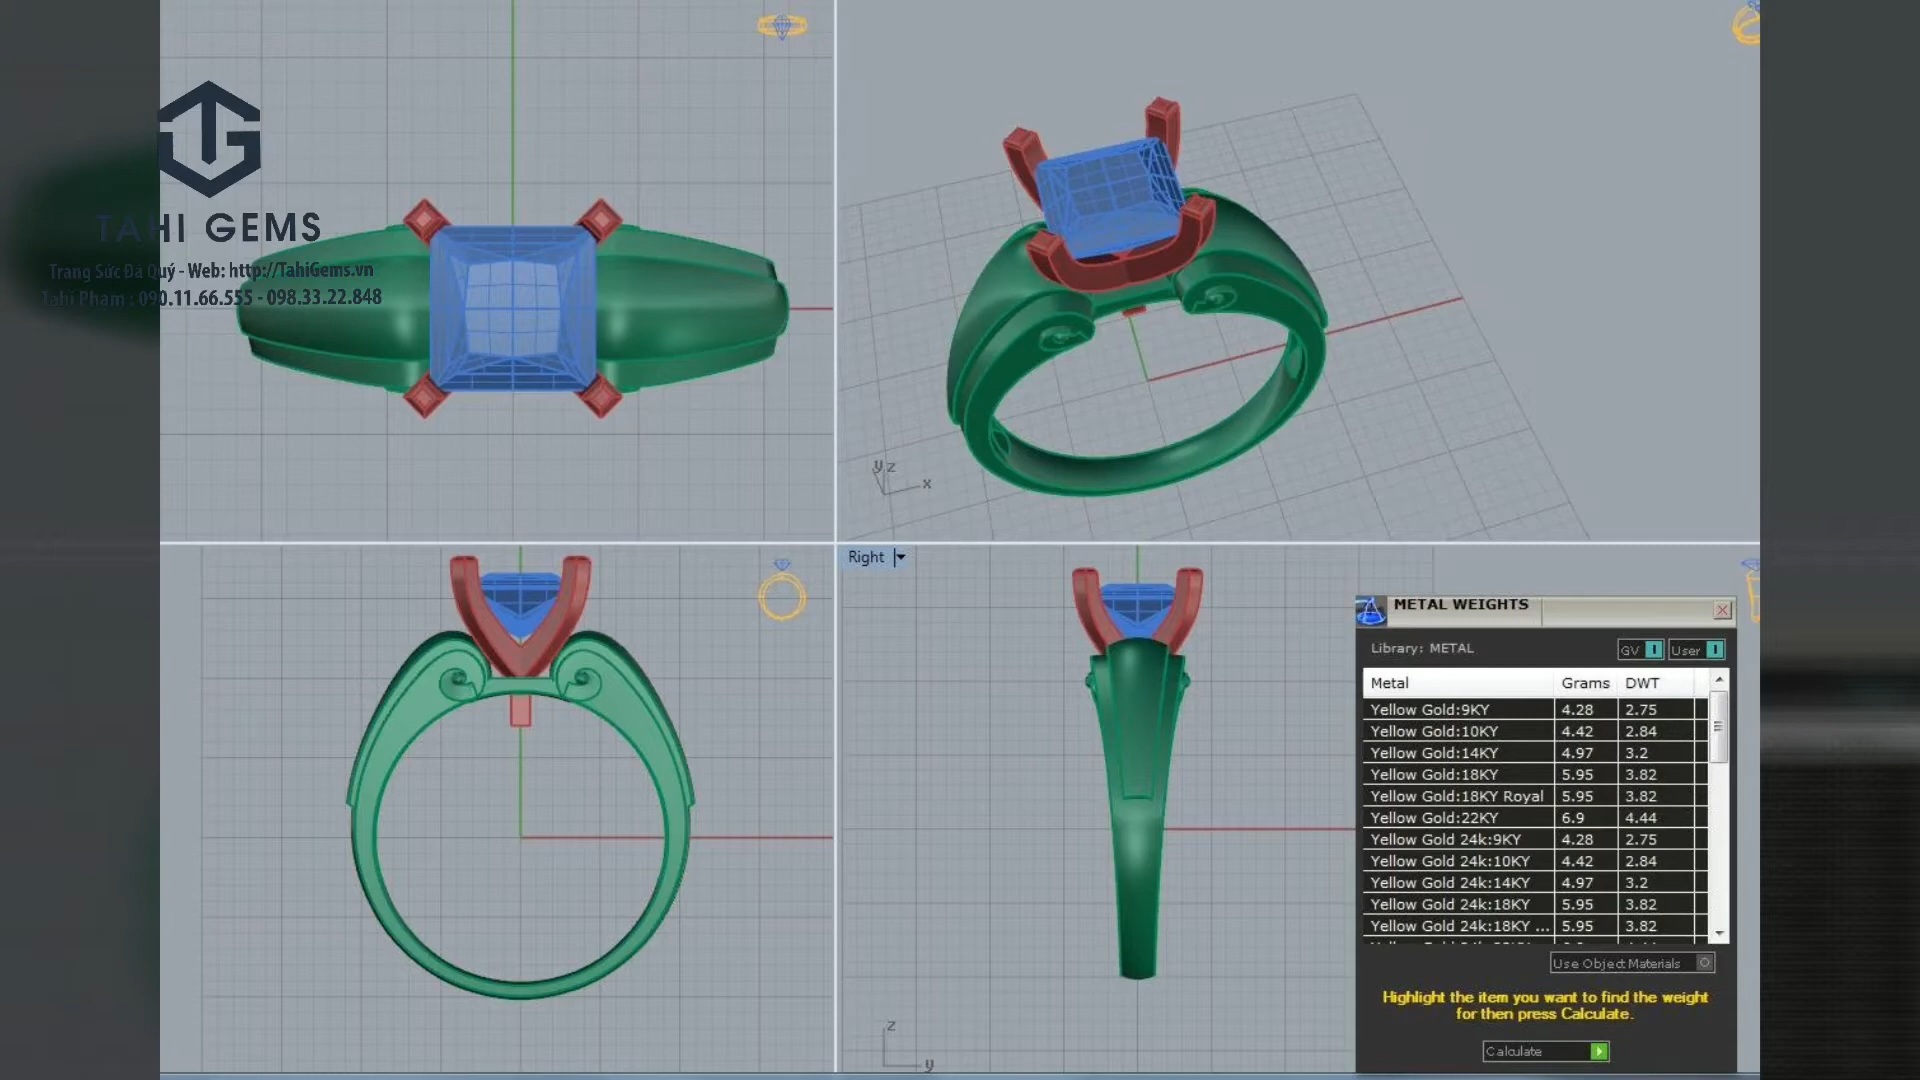 TG
TAHI GEMS
Trang Sức Đá Quý - Web: http://TahiGems.vn
Tahi Phạm : 090.11.66.555 - 098.33.22.848
y z
x
Right
z
y
METAL WEIGHTS
Library: METAL
GV I User I
Metal Grams DWT
Yellow Gold:9KY 4.28 2.75
Yellow Gold:10KY 4.42 2.84
Yellow Gold:14KY 4.97 3.2
Yellow Gold:18KY 5.95 3.82
Yellow Gold:18KY Royal 5.95 3.82
Yellow Gold:22KY 6.9 4.44
Yellow Gold 24k:9KY 4.28 2.75
Yellow Gold 24k:10KY 4.42 2.84
Yellow Gold 24k:14KY 4.97 3.2
Yellow Gold 24k:18KY 5.95 3.82
Yellow Gold 24k:18KY ... 5.95 3.82
Use Object Materials
Highlight the item you want to find the weight
for then press Calculate.
Calculate